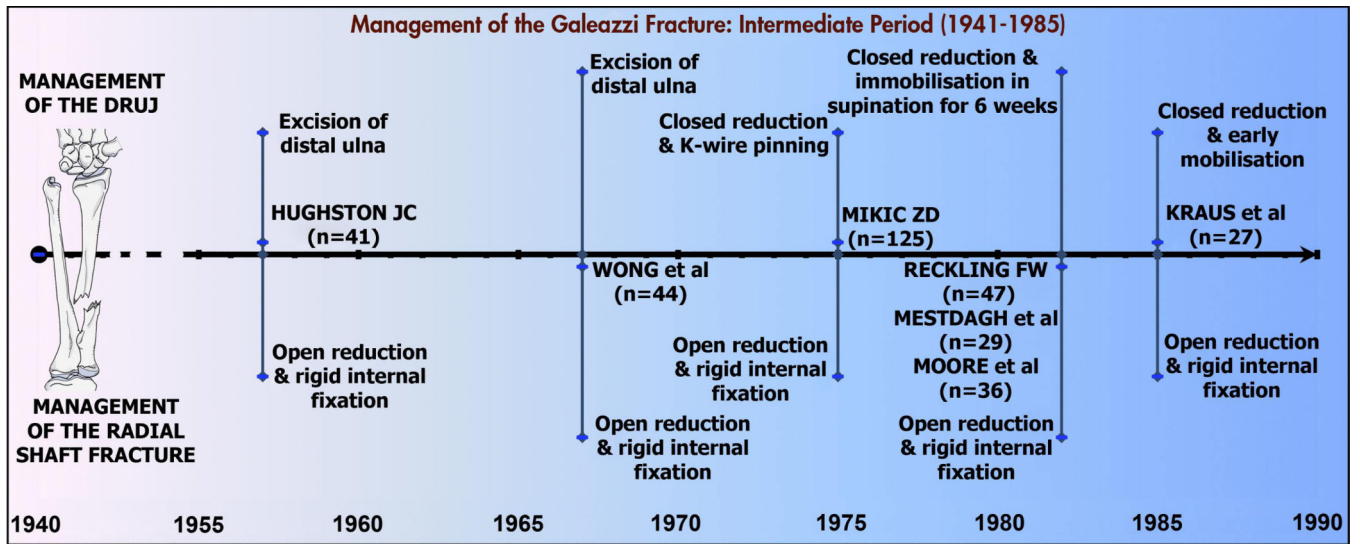 Management of the Galeazzi Fracture: Intermediate Period (1941-1985)
MANAGEMENT
OF THE DRUJ
Excision of
distal ulna
HUGHSTON JC
(n=41)
Open reduction
& rigid internal
fixation
Excision of
distal ulna
WONG et al
(n=44)
Open reduction
& rigid internal
fixation
Closed reduction
& K-wire pinning
MIKIC ZD
(n=125)
Open reduction
& rigid internal
fixation
Closed reduction &
immobilisation in
supination for 6 weeks
RECKLING FW
(n=47)
MESTDAGH et al
(n=29)
MOORE et al
(n=36)
Open reduction
& rigid internal
fixation
Closed reduction
& early
mobilisation
KRAUS et al
(n=27)
Open reduction
& rigid internal
fixation
MANAGEMENT
OF THE RADIAL
SHAFT FRACTURE
1940 1955 1960 1965 1970 1975 1980 1985 1990